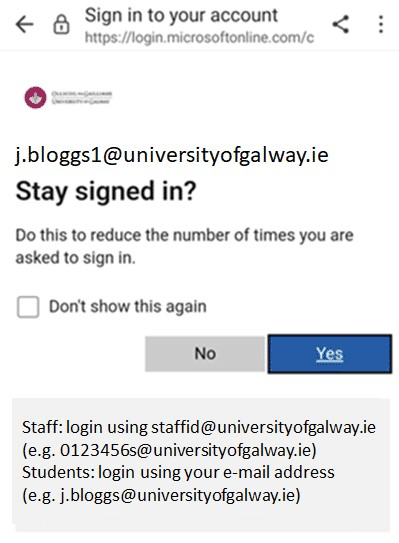 Sign in to your account
https://login.microsoftonline.com/c
OLLSCOIL NA GAILLIMHE
UNIVERSITY OF GALWAY
j.bloggs1@universityofgalway.ie
Stay signed in?
Do this to reduce the number of times you are
asked to sign in.
Don't show this again
No
Yes
Staff: login using staffid@universityofgalway.ie
(e.g. 0123456s@universityofgalway.ie)
Students: login using your e-mail address
(e.g. j.bloggs@universityofgalway.ie)